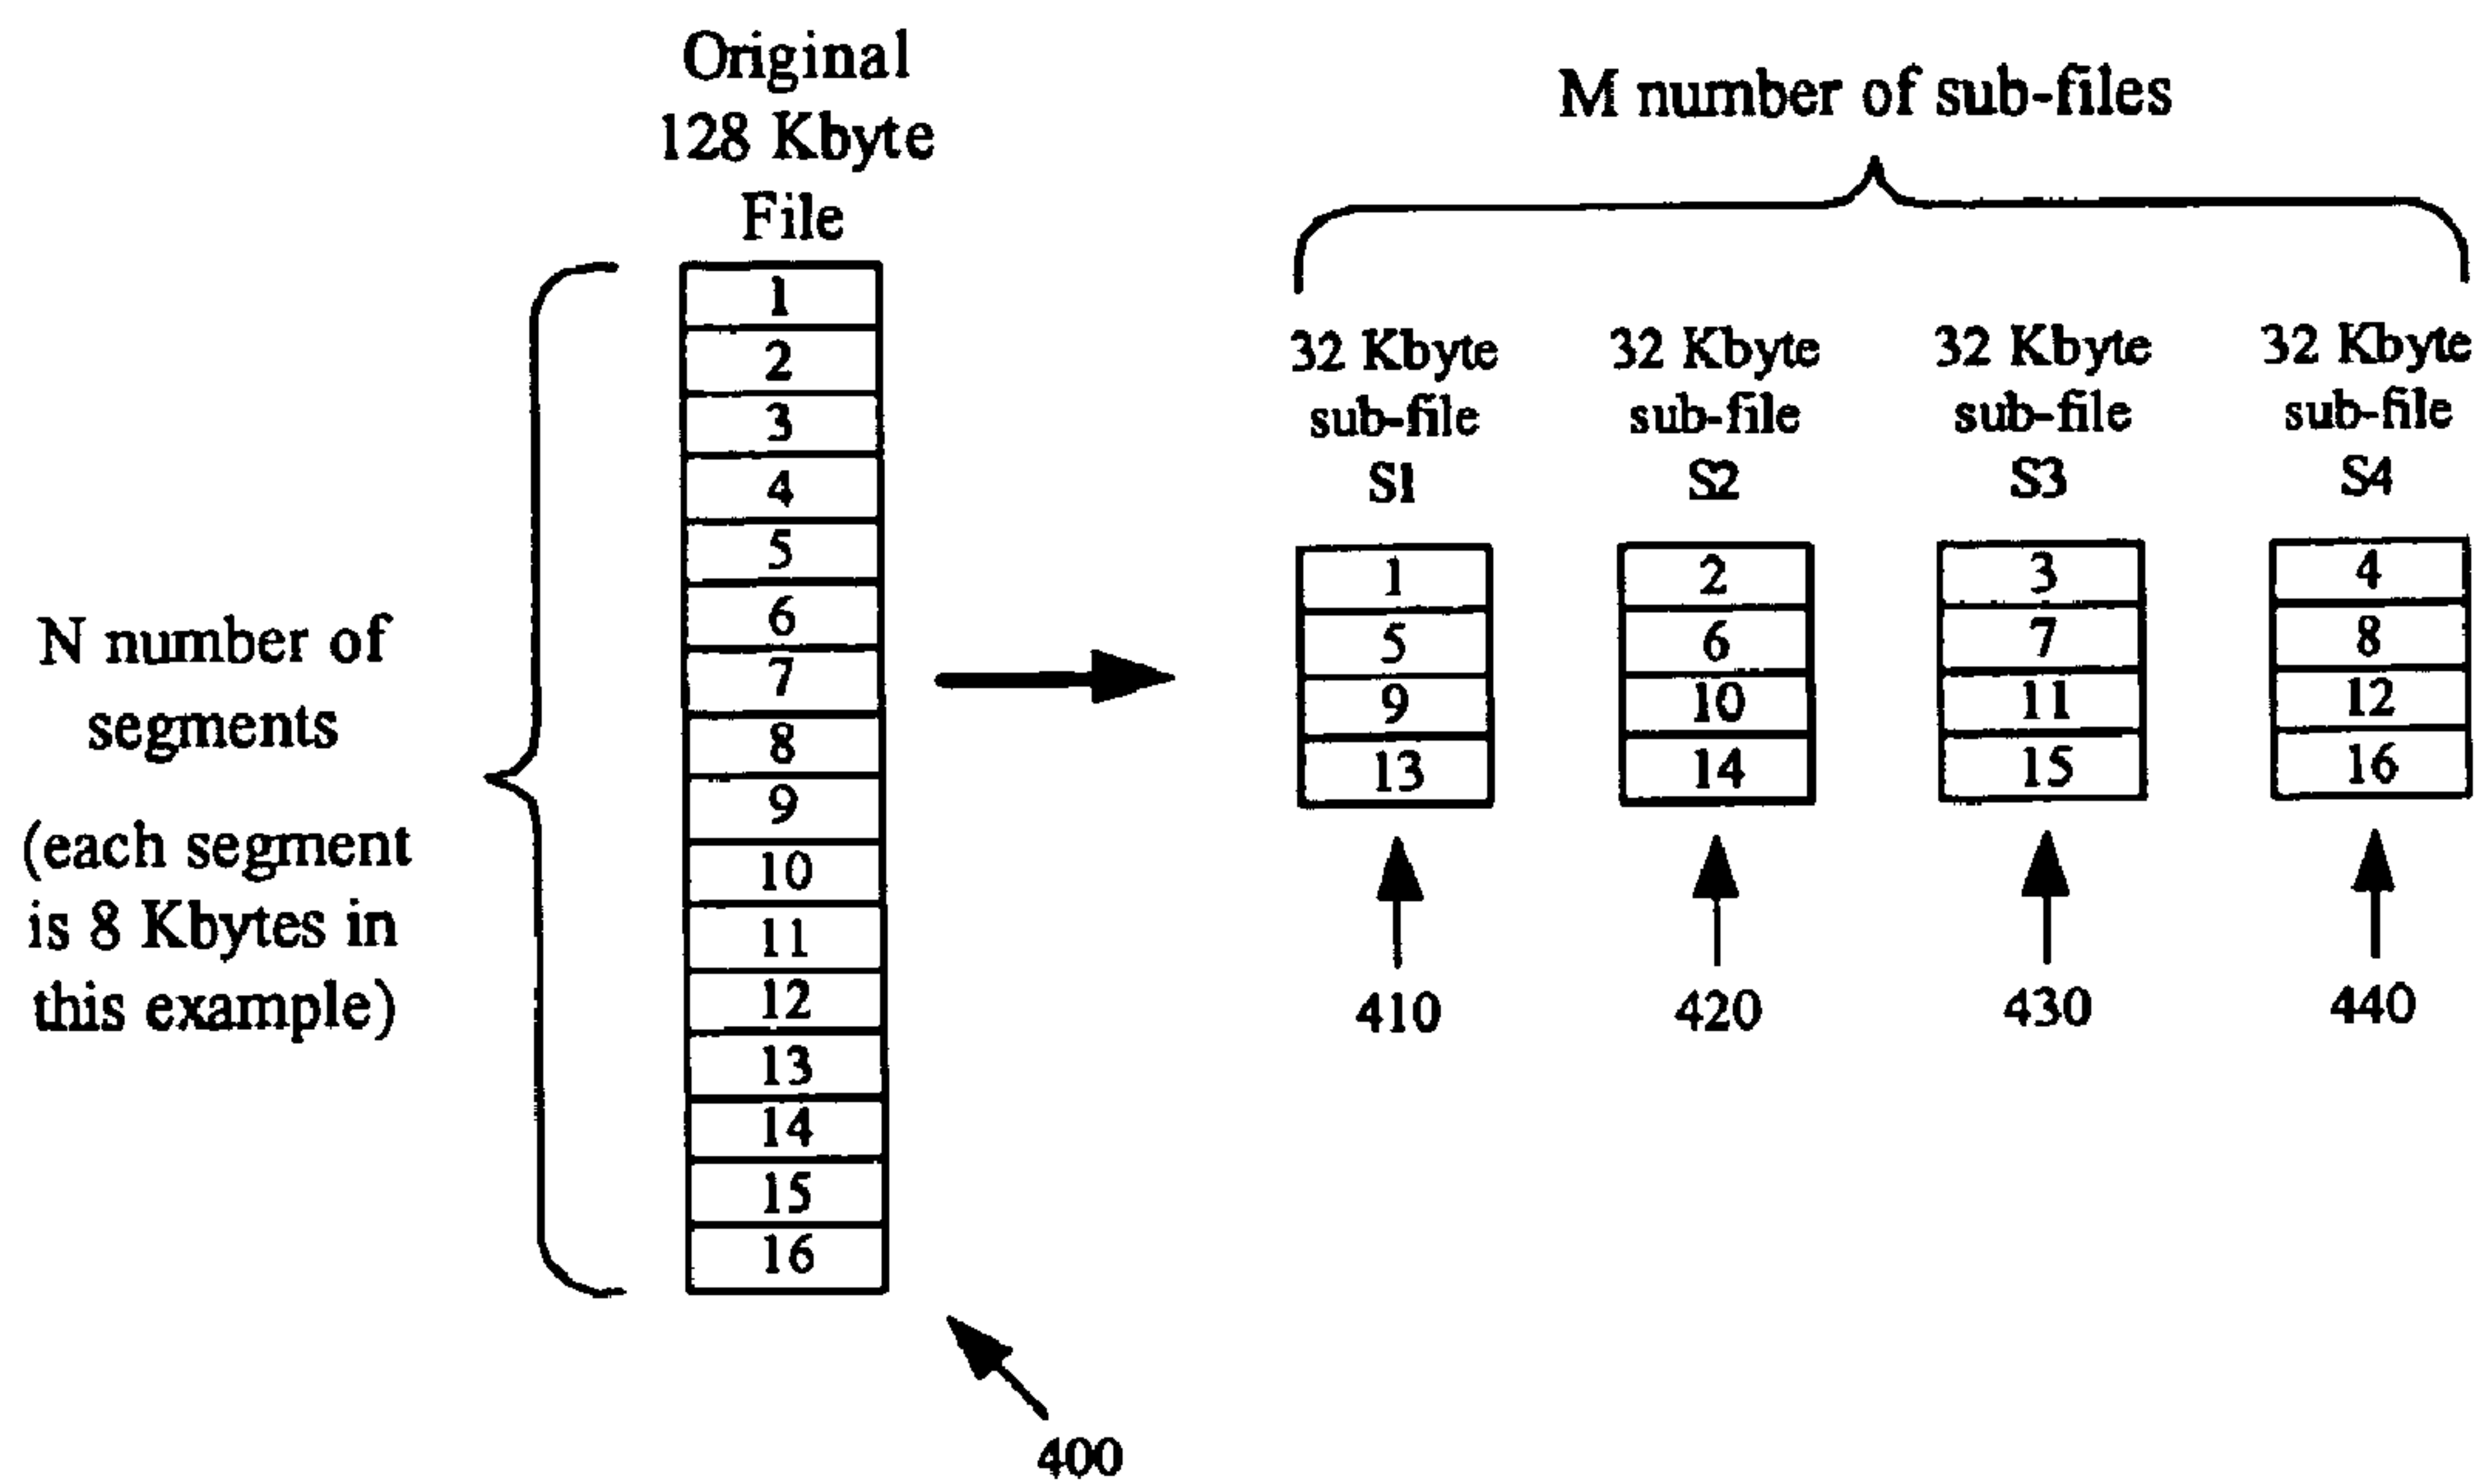 Original
128 Kbyte
File
1
2
3
4
5
6
7
8
9
10
11
12
13
14
15
16
N number of
segments
(each segment
is 8 Kbytes in
this example)
400
M number of sub-files
32 Kbyte
sub-file
S1
1
5
9
13
410
32 Kbyte
sub-file
S2
2
6
10
14
420
32 Kbyte
sub-file
S3
3
7
11
15
430
32 Kbyte
sub-file
S4
4
8
12
16
440